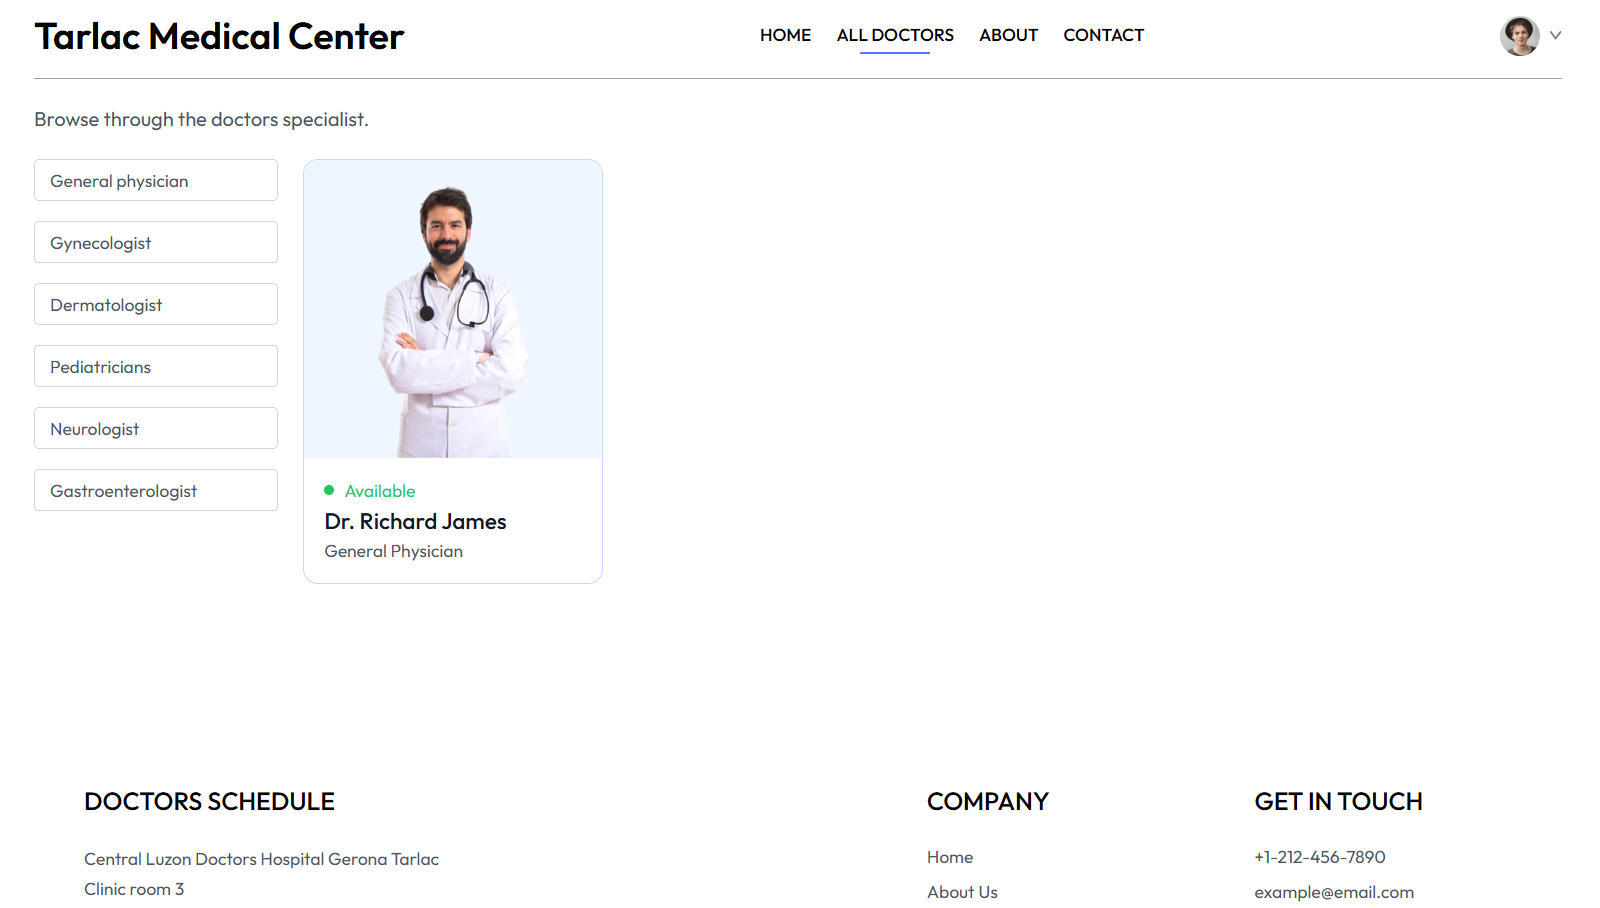 Tarlac Medical Center
HOME
ALL DOCTORS
ABOUT
CONTACT
Browse through the doctors specialist.
General physician
Gynecologist
Dermatologist
Pediatricians
Neurologist
Gastroenterologist
Available
Dr. Richard James
General Physician
DOCTORS SCHEDULE
Central Luzon Doctors Hospital Gerona Tarlac
Clinic room 3
COMPANY
Home
About Us
GET IN TOUCH
+1-212-456-7890
example@email.com